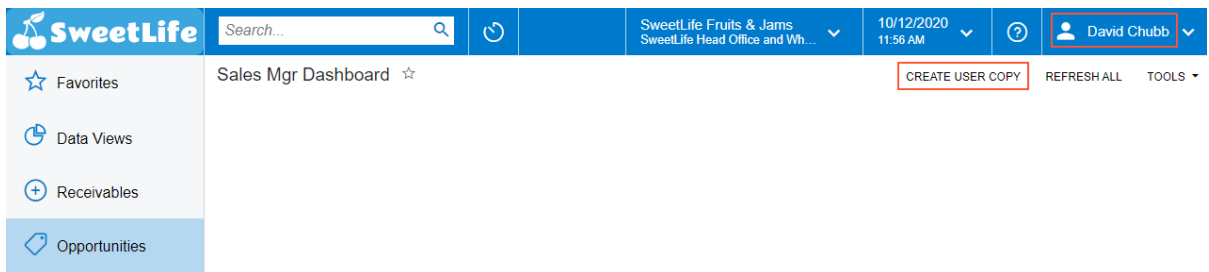 SweetLife
Search...
SweetLife Fruits & Jams
SweetLife Head Office and Wh...
10/12/2020
11:56 AM
?
David Chubb
Favorites
Sales Mgr Dashboard
CREATE USER COPY
REFRESH ALL
TOOLS
Data Views
Receivables
Opportunities